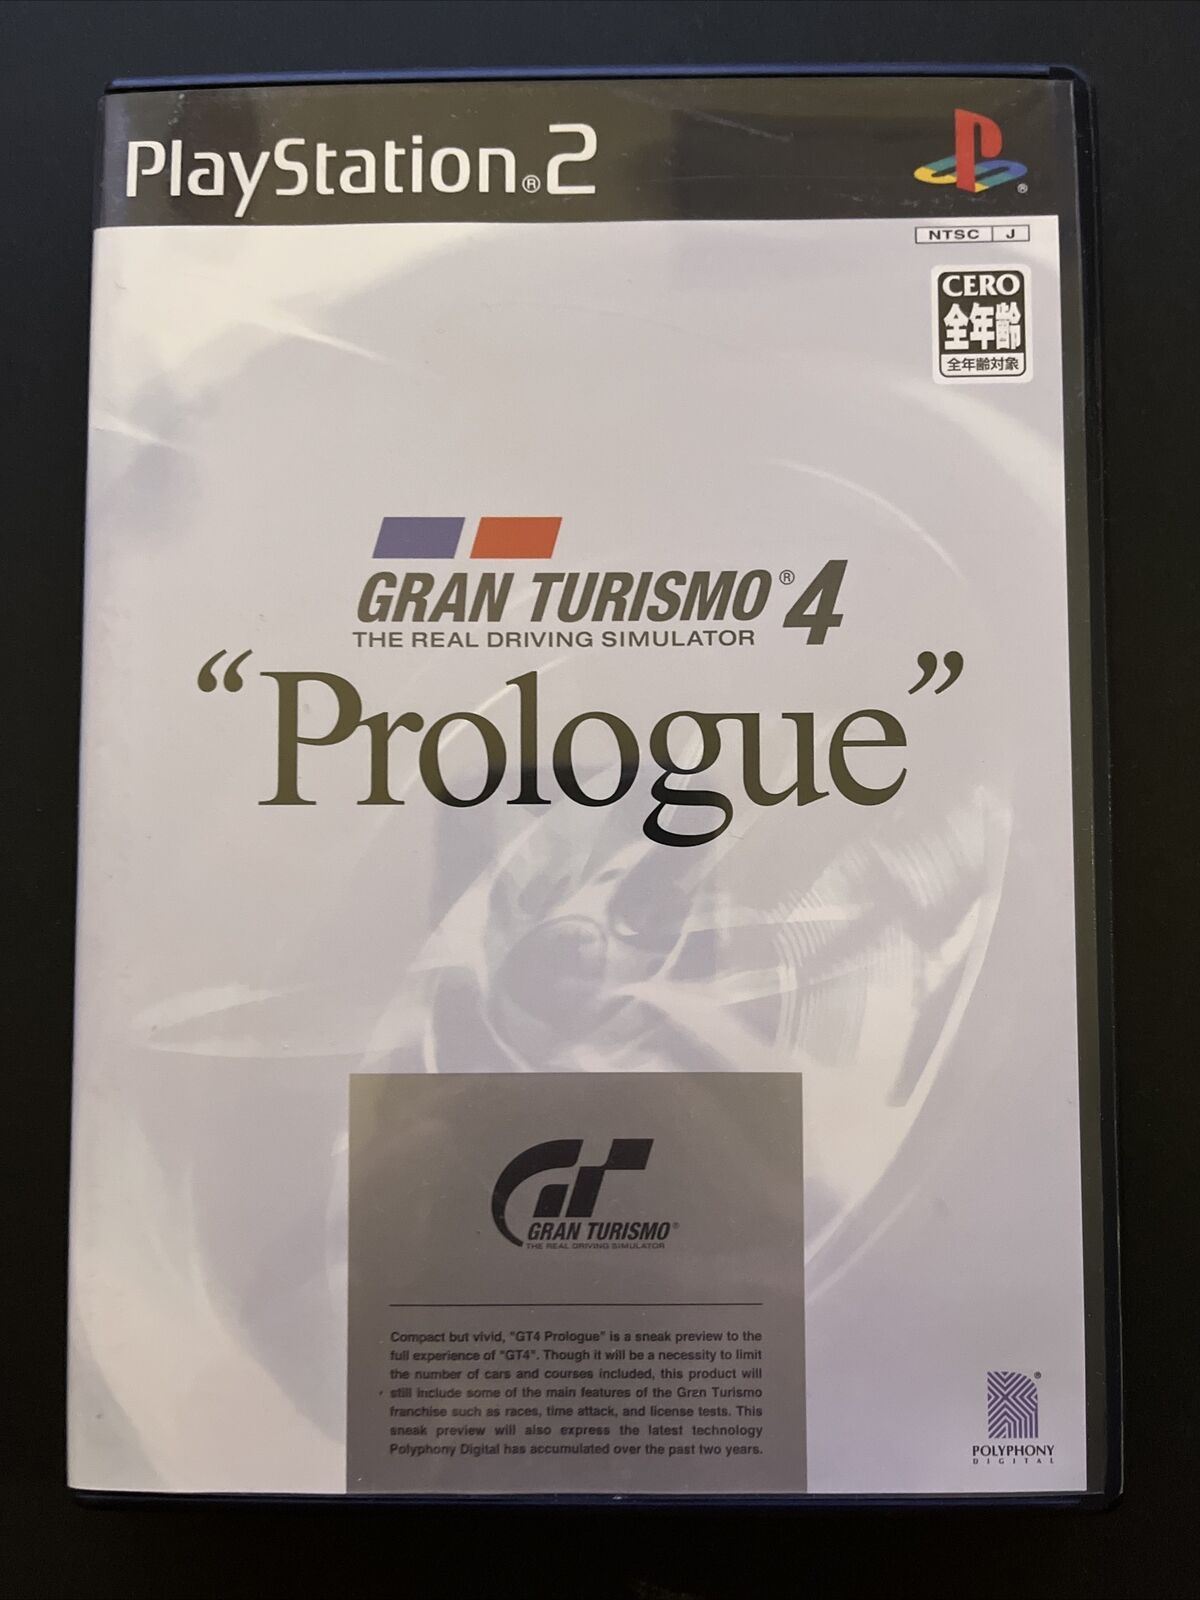 PlayStation®2
®
NTSC J
CERO
全年齢
全年齢対象
GRAN TURISMO® 4
THE REAL DRIVING SIMULATOR
“Prologue”
GT
GRAN TURISMO®
THE REAL DRIVING SIMULATOR
Compact but vivid, "GT4 Prologue" is a sneak preview to the
full experience of "GT4". Though it will be a necessity to limit
the number of cars and courses included, this product will
still include some of the main features of the Gran Turismo
franchise such as races, time attack, and license tests. This
sneak preview will also express the latest technology
Polyphony Digital has accumulated over the past two years.
®
POLYPHONY
DIGITAL